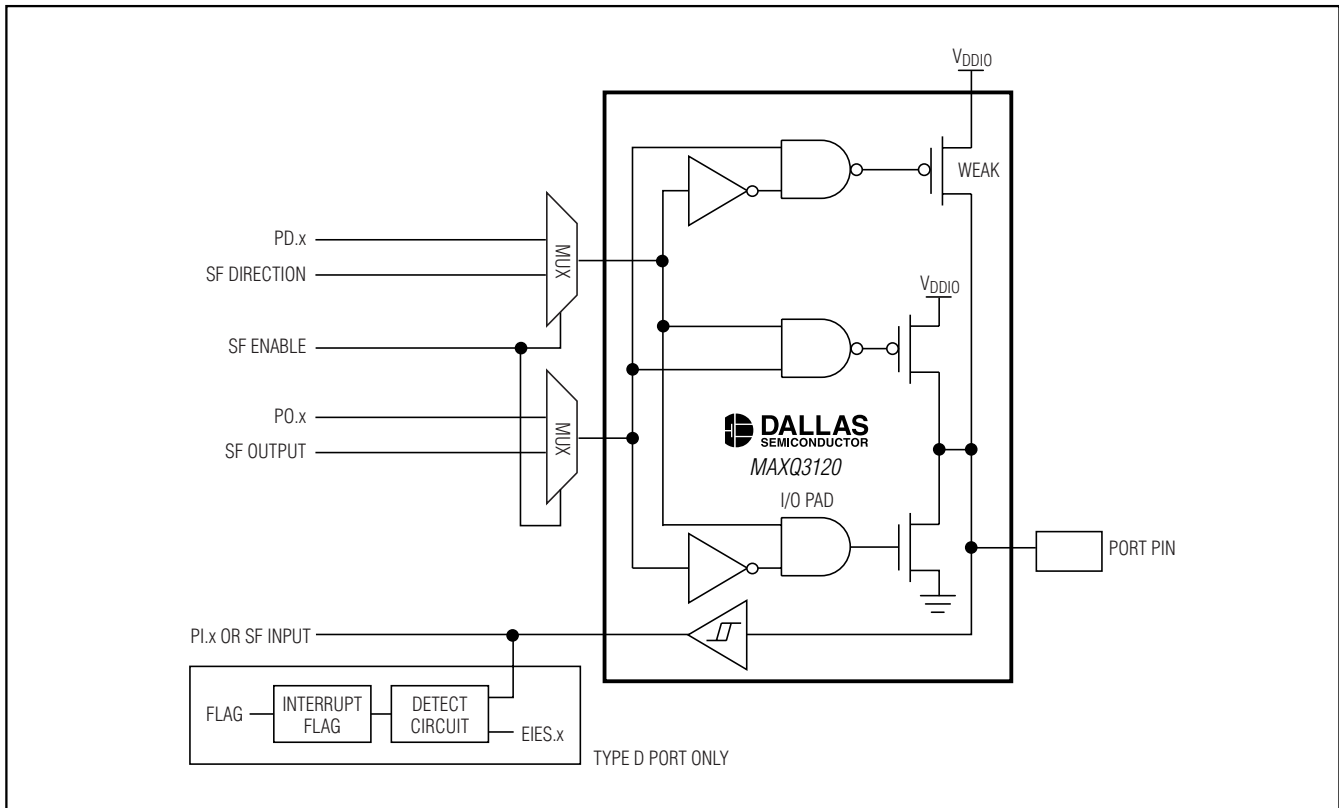 VDDIO
WEAK
PD.x
MUX
SF DIRECTION
VDDIO
SF ENABLE
PO.x
MUX
SF OUTPUT
DALLAS
SEMICONDUCTOR
MAXQ3120
I/O PAD
PORT PIN
PI.x OR SF INPUT
FLAG
INTERRUPT
FLAG
DETECT
CIRCUIT
EIES.x
TYPE D PORT ONLY